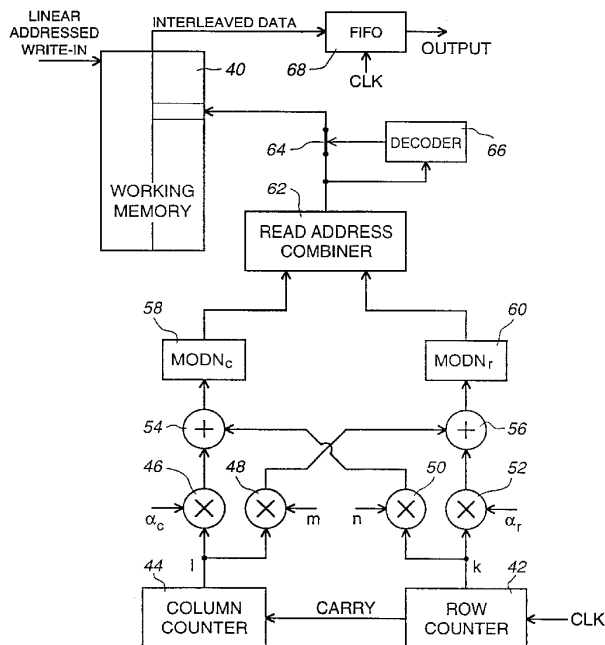 LINEAR
ADDRESSED
WRITE-IN
INTERLEAVED DATA
FIFO
OUTPUT
40
68
CLK
64
DECODER
66
WORKING
MEMORY
62
READ ADDRESS
COMBINER
58
60
MODNc
MODNr
54
+
+
56
46
48
50
52
αc
m
n
αr
l
k
44
42
COLUMN
COUNTER
CARRY
ROW
COUNTER
CLK